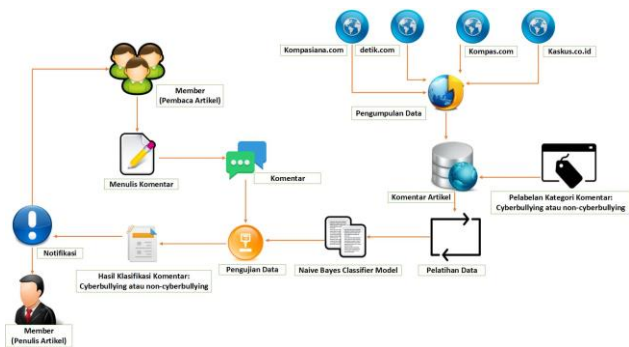 Kompasiana.com
detik.com
Kompas.com
Kaskus.co.id
Member
(Pembaca Artikel)
Pengumpulan Data
Menulis Komentar
Komentar
Komentar Artikel
Pelabelan Kategori Komentar:
Cyberbullying atau non-cyberbullying
Notifikasi
Hasil Klasifikasi Komentar:
Cyberbullying atau non-cyberbullying
Pengujian Data
Naive Bayes Classifier Model
Pelatihan Data
Member
(Penulis Artikel)